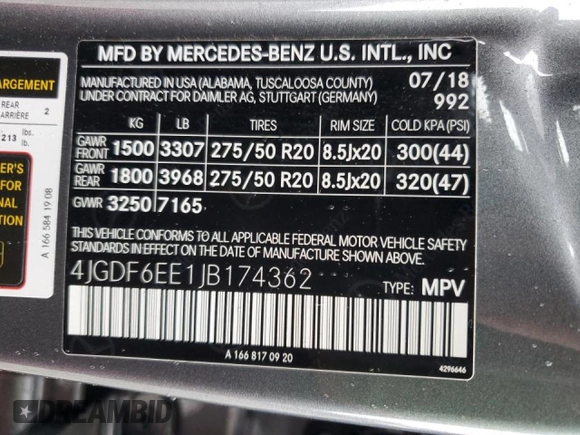 MFD BY MERCEDES-BENZ U.S. INTL., INC
MANUFACTURED IN USA (ALABAMA, TUSCALOOSA COUNTY) 07/18
UNDER CONTRACT FOR DAIMLER AG, STUTTGART (GERMANY) 992
KG LB TIRES RIM SIZE COLD KPA (PSI)
GAWR FRONT 1500 3307 275/50 R20 8.5Jx20 300(44)
GAWR REAR 1800 3968 275/50 R20 8.5Jx20 320(47)
GVWR 3250 7165
THIS VEHICLE CONFORMS TO ALL APPLICABLE FEDERAL MOTOR VEHICLE SAFETY
STANDARDS IN EFFECT ON THE DATE OF MANUFACTURE SHOWN ABOVE.
4JGDF6EE1JB174362 TYPE: MPV
A 166 817 09 20
4296646
ARGEMENT
REAR
ARRIÈRE 2
213 lbs.
lb.
ER'S
FOR
ONAL
ION
A 166 584 19 08
DREAMBID